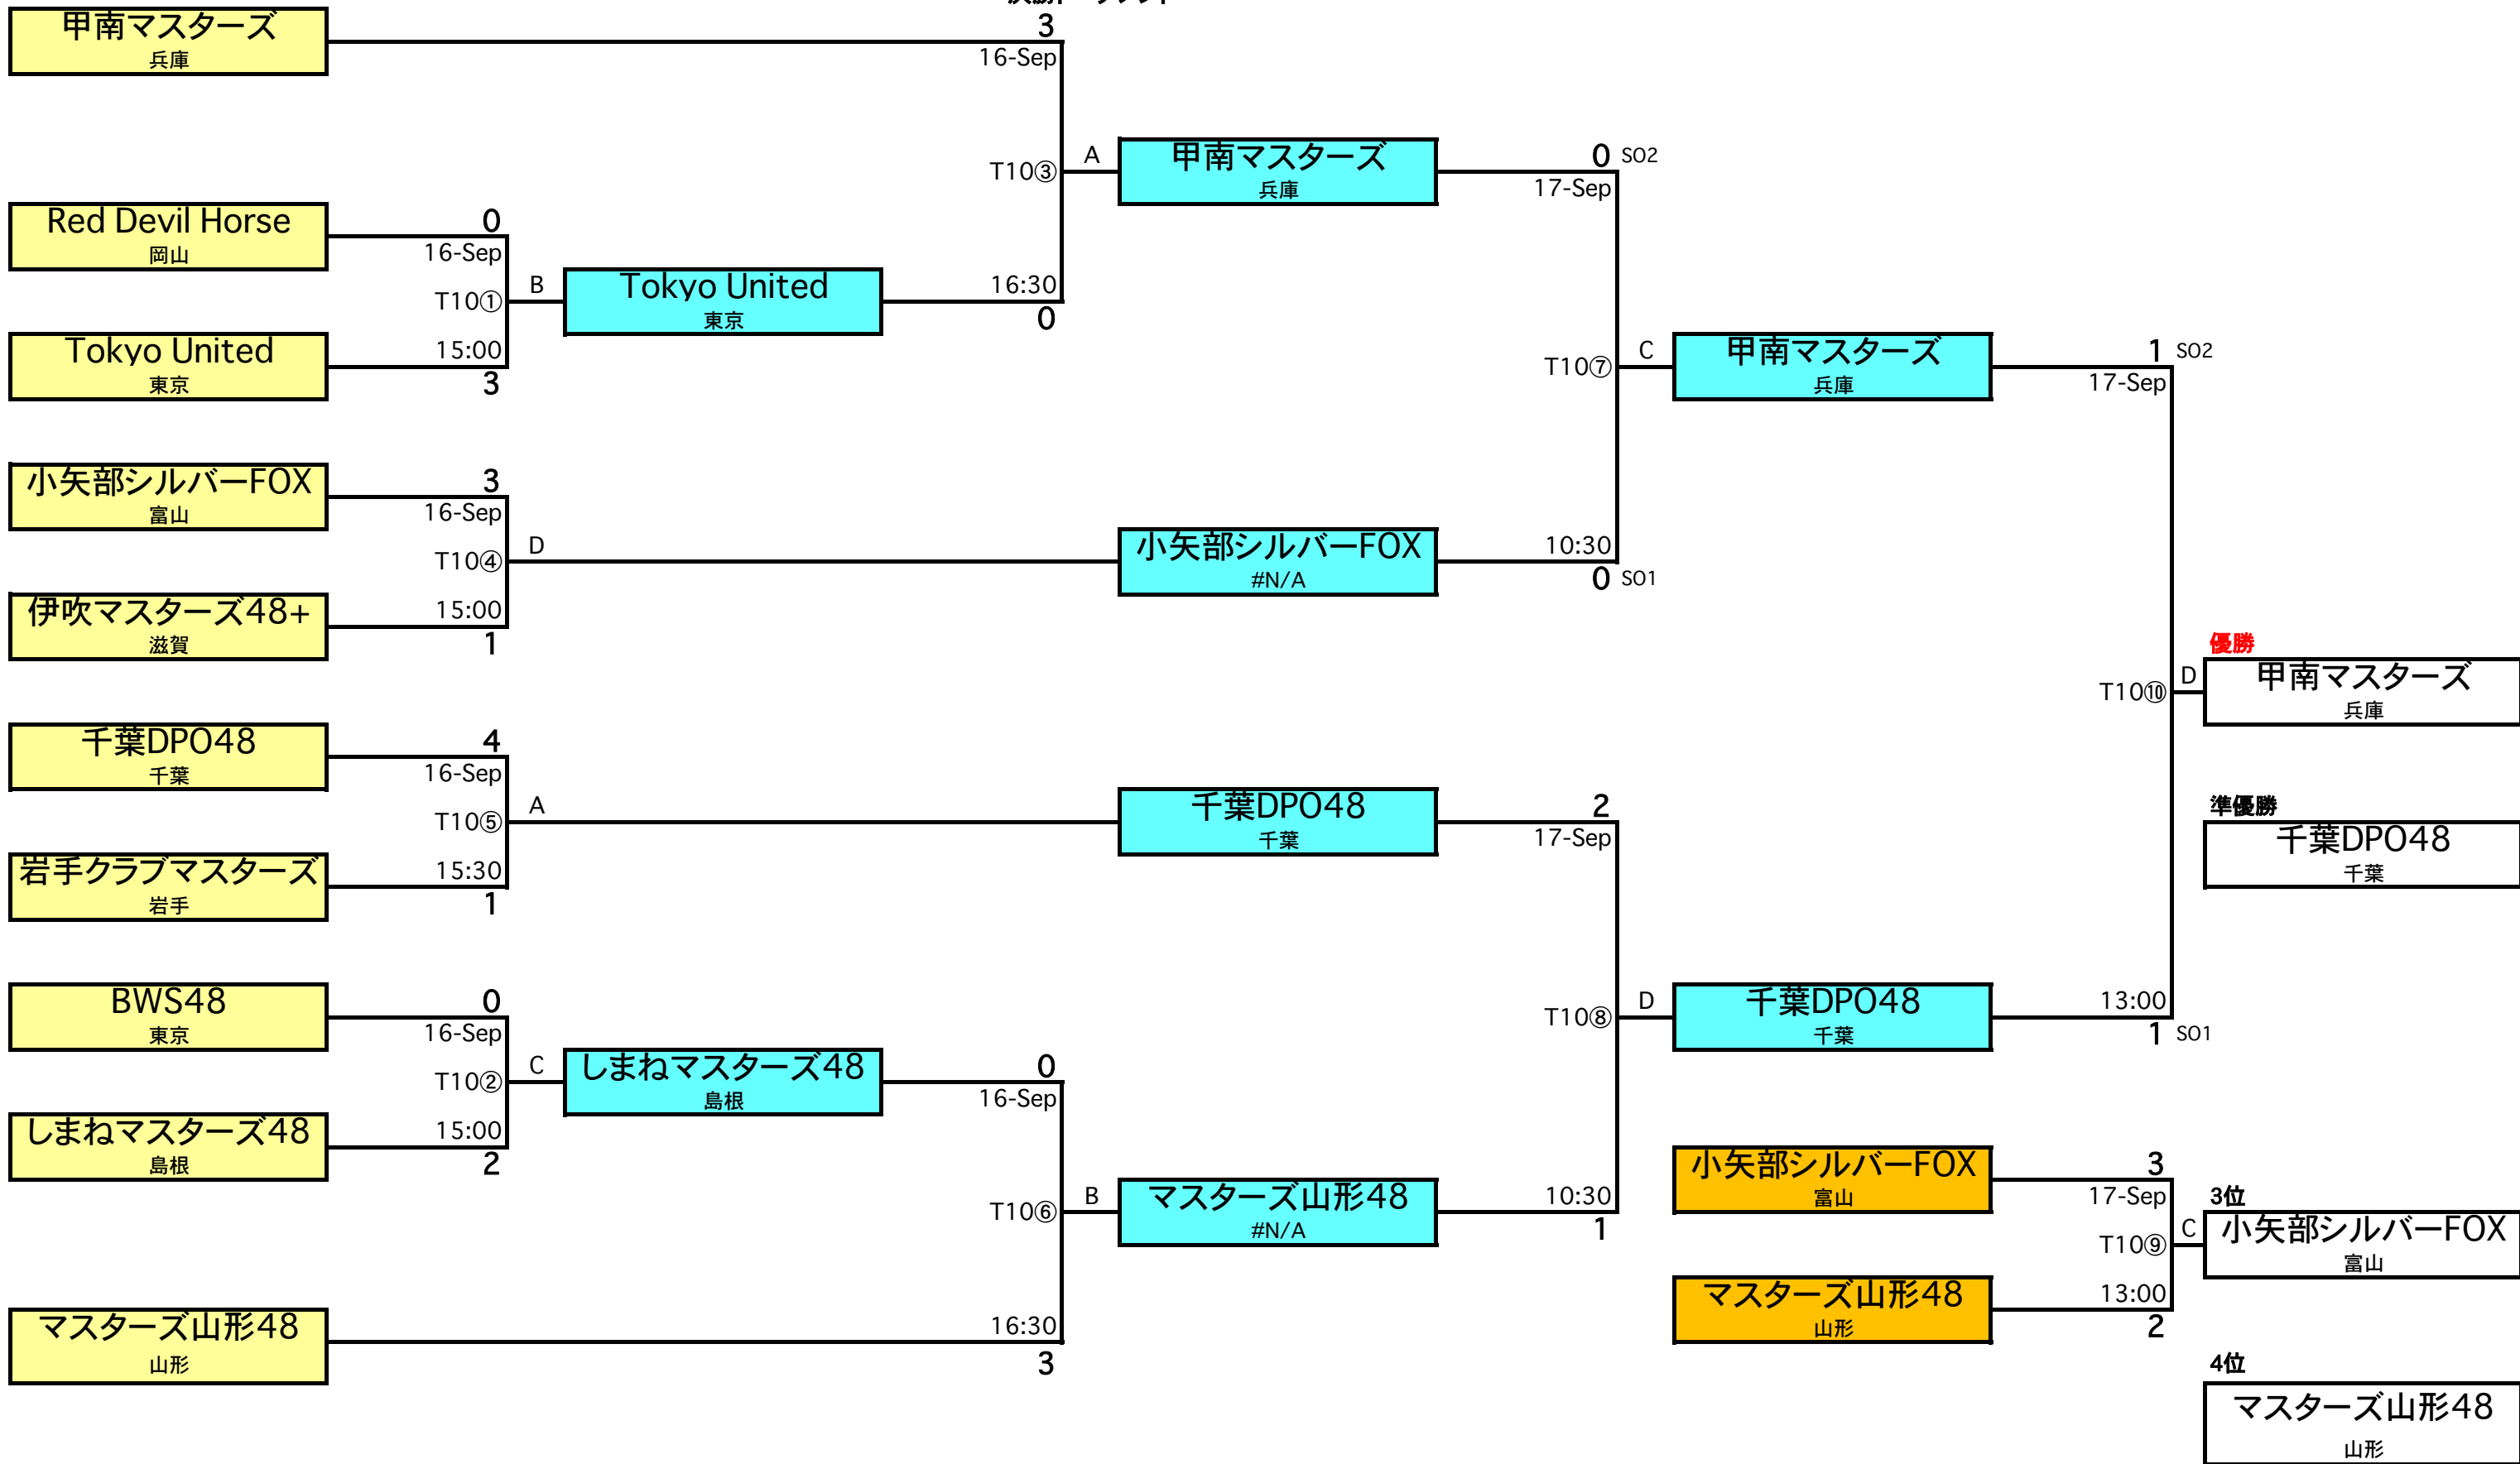 3
甲南マスターズ
兵庫
16-Sep
T10③
A
甲南マスターズ
兵庫
0 SO2
17-Sep
Red Devil Horse
岡山
0
16-Sep
T10①
B
Tokyo United
東京
16:30
0
Tokyo United
東京
15:00
3
T10⑦
C
甲南マスターズ
兵庫
1 SO2
17-Sep
小矢部シルバーFOX
富山
3
16-Sep
T10④
D
小矢部シルバーFOX
#N/A
10:30
0 SO1
伊吹マスターズ48+
滋賀
15:00
1
優勝
T10⑩
D
甲南マスターズ
兵庫
千葉DPO48
千葉
4
16-Sep
T10⑤
A
千葉DPO48
千葉
2
17-Sep
準優勝
千葉DPO48
千葉
岩手クラブマスターズ
岩手
15:30
1
BWS48
東京
0
16-Sep
T10②
C
しまねマスターズ48
島根
0
16-Sep
T10⑧
D
千葉DPO48
千葉
13:00
1 SO1
しまねマスターズ48
島根
15:00
2
T10⑥
B
マスターズ山形48
#N/A
10:30
1
小矢部シルバーFOX
富山
3
17-Sep
T10⑨
C
3位
小矢部シルバーFOX
富山
マスターズ山形48
山形
13:00
2
マスターズ山形48
山形
16:30
3
4位
マスターズ山形48
山形